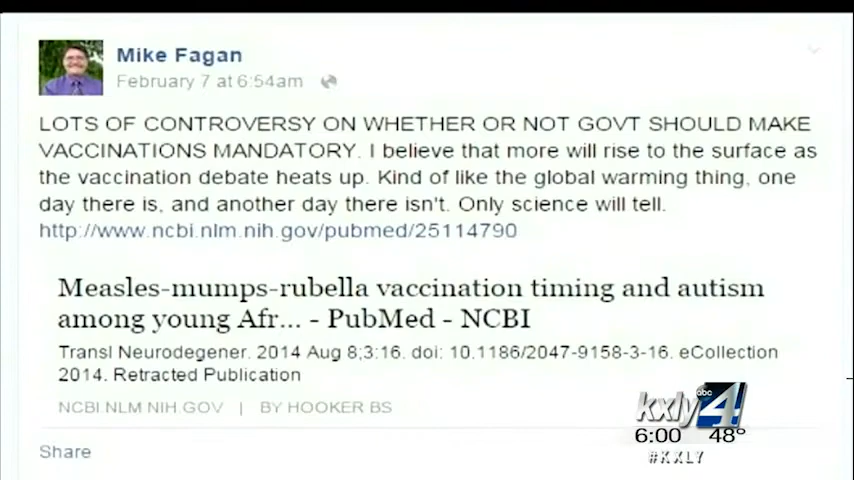 Mike Fagan
February 7 at 6:54am
LOTS OF CONTROVERSY ON WHETHER OR NOT GOVT SHOULD MAKE
VACCINATIONS MANDATORY. I believe that more will rise to the surface as
the vaccination debate heats up. Kind of like the global warming thing, one
day there is, and another day there isn't. Only science will tell.
http://www.ncbi.nlm.nih.gov/pubmed/25114790
Measles-mumps-rubella vaccination timing and autism
among young Afr... - PubMed - NCBI
Transl Neurodegener. 2014 Aug 8;3:16. doi: 10.1186/2047-9158-3-16. eCollection
2014. Retracted Publication
NCBI.NLM.NIH.GOV | BY HOOKER BS
Share
kxly abc 4
6:00 48°
#KXLY